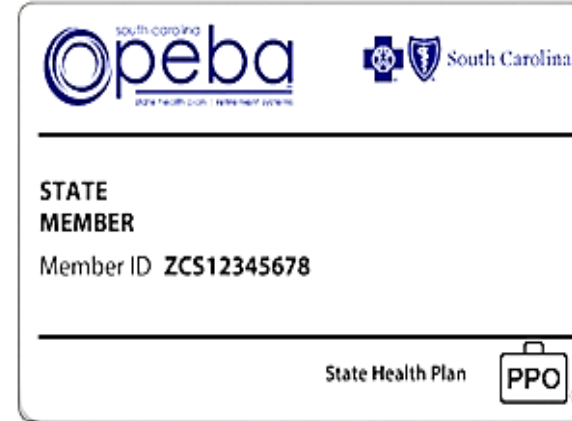 south carolina
peba
state health plan | retirement systems
South Carolina
STATE
MEMBER
Member ID ZCS12345678
State Health Plan
PPO